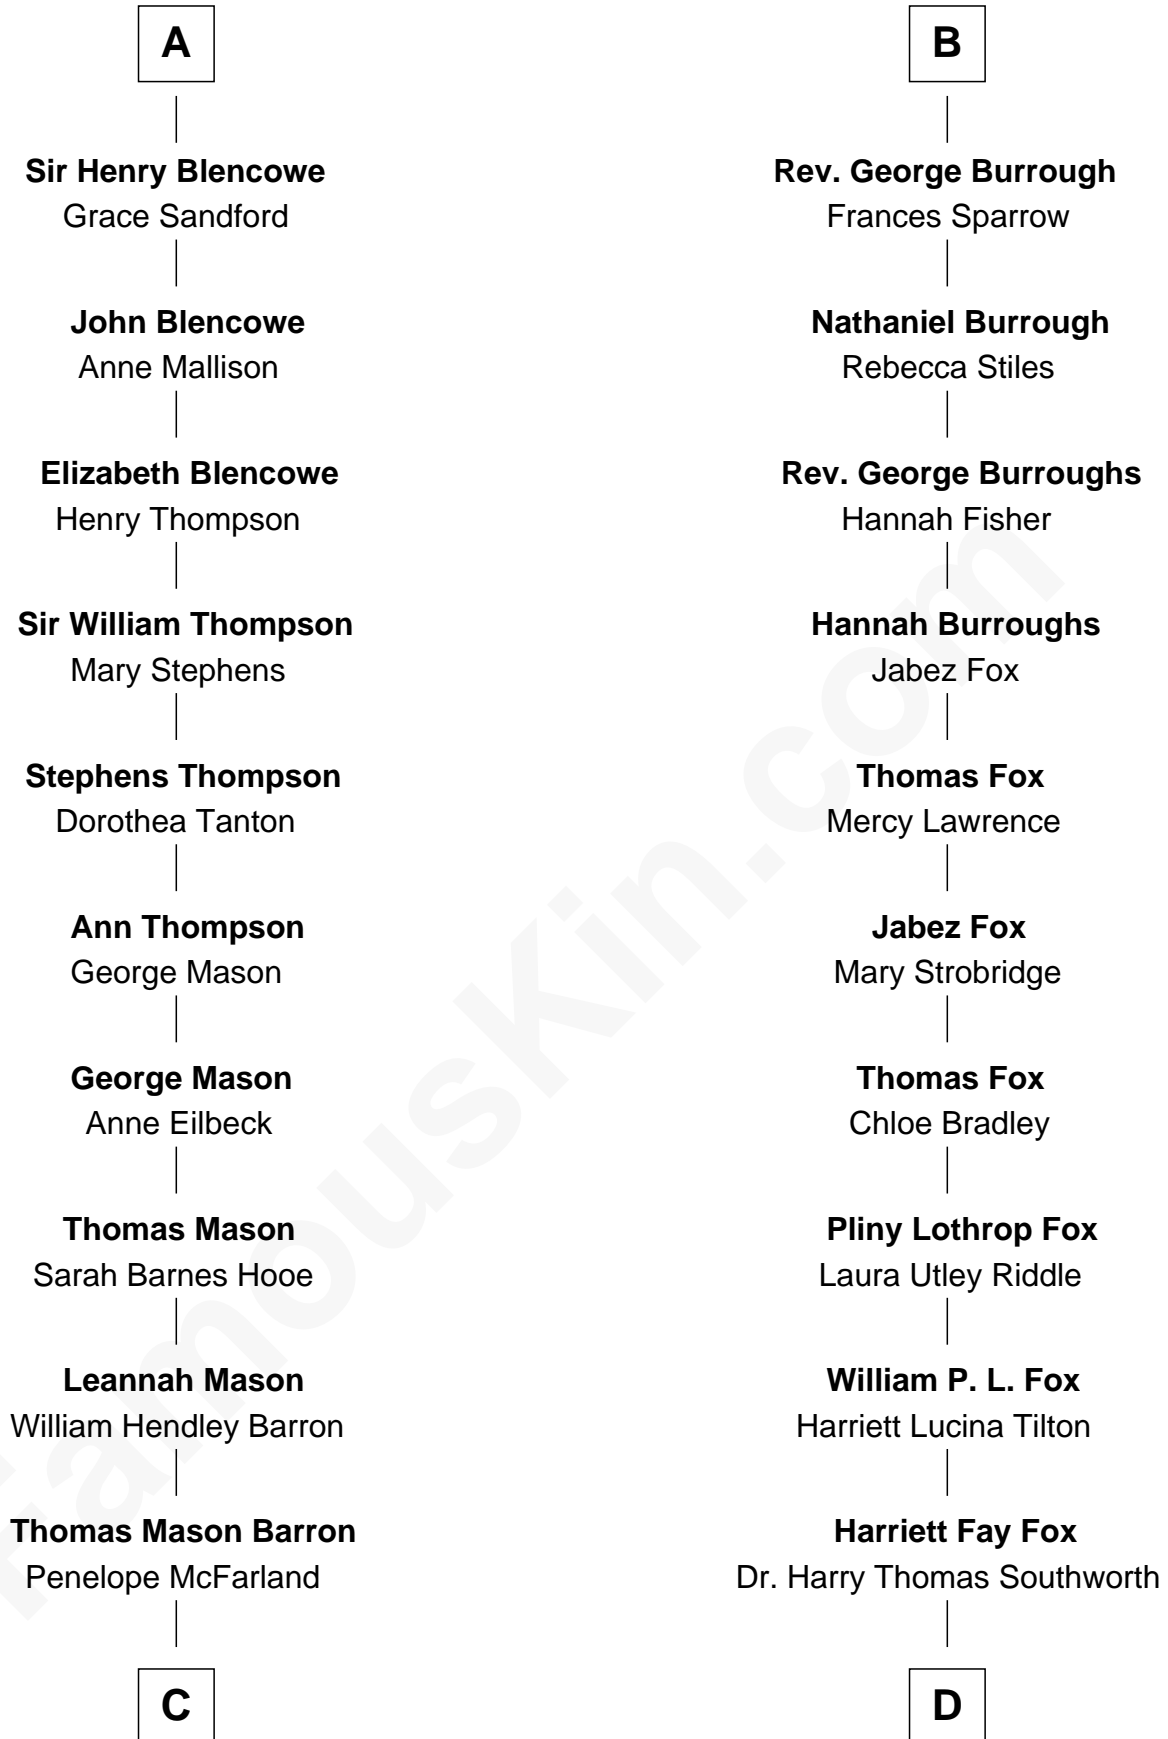 A
Sir Henry Blencowe
Grace Sandford
John Blencowe
Anne Mallison
Elizabeth Blencowe
Henry Thompson
Sir William Thompson
Mary Stephens
Stephens Thompson
Dorothea Tanton
Ann Thompson
George Mason
George Mason
Anne Eilbeck
Thomas Mason
Sarah Barnes Hooe
Leannah Mason
William Hendley Barron
Thomas Mason Barron
Penelope McFarland
C
B
Rev. George Burrough
Frances Sparrow
Nathaniel Burrough
Rebecca Stiles
Rev. George Burroughs
Hannah Fisher
Hannah Burroughs
Jabez Fox
Thomas Fox
Mercy Lawrence
Jabez Fox
Mary Strobridge
Thomas Fox
Chloe Bradley
Pliny Lothrop Fox
Laura Utley Riddle
William P. L. Fox
Harriett Lucina Tilton
Harriett Fay Fox
Dr. Harry Thomas Southworth
D
FamousKin.com